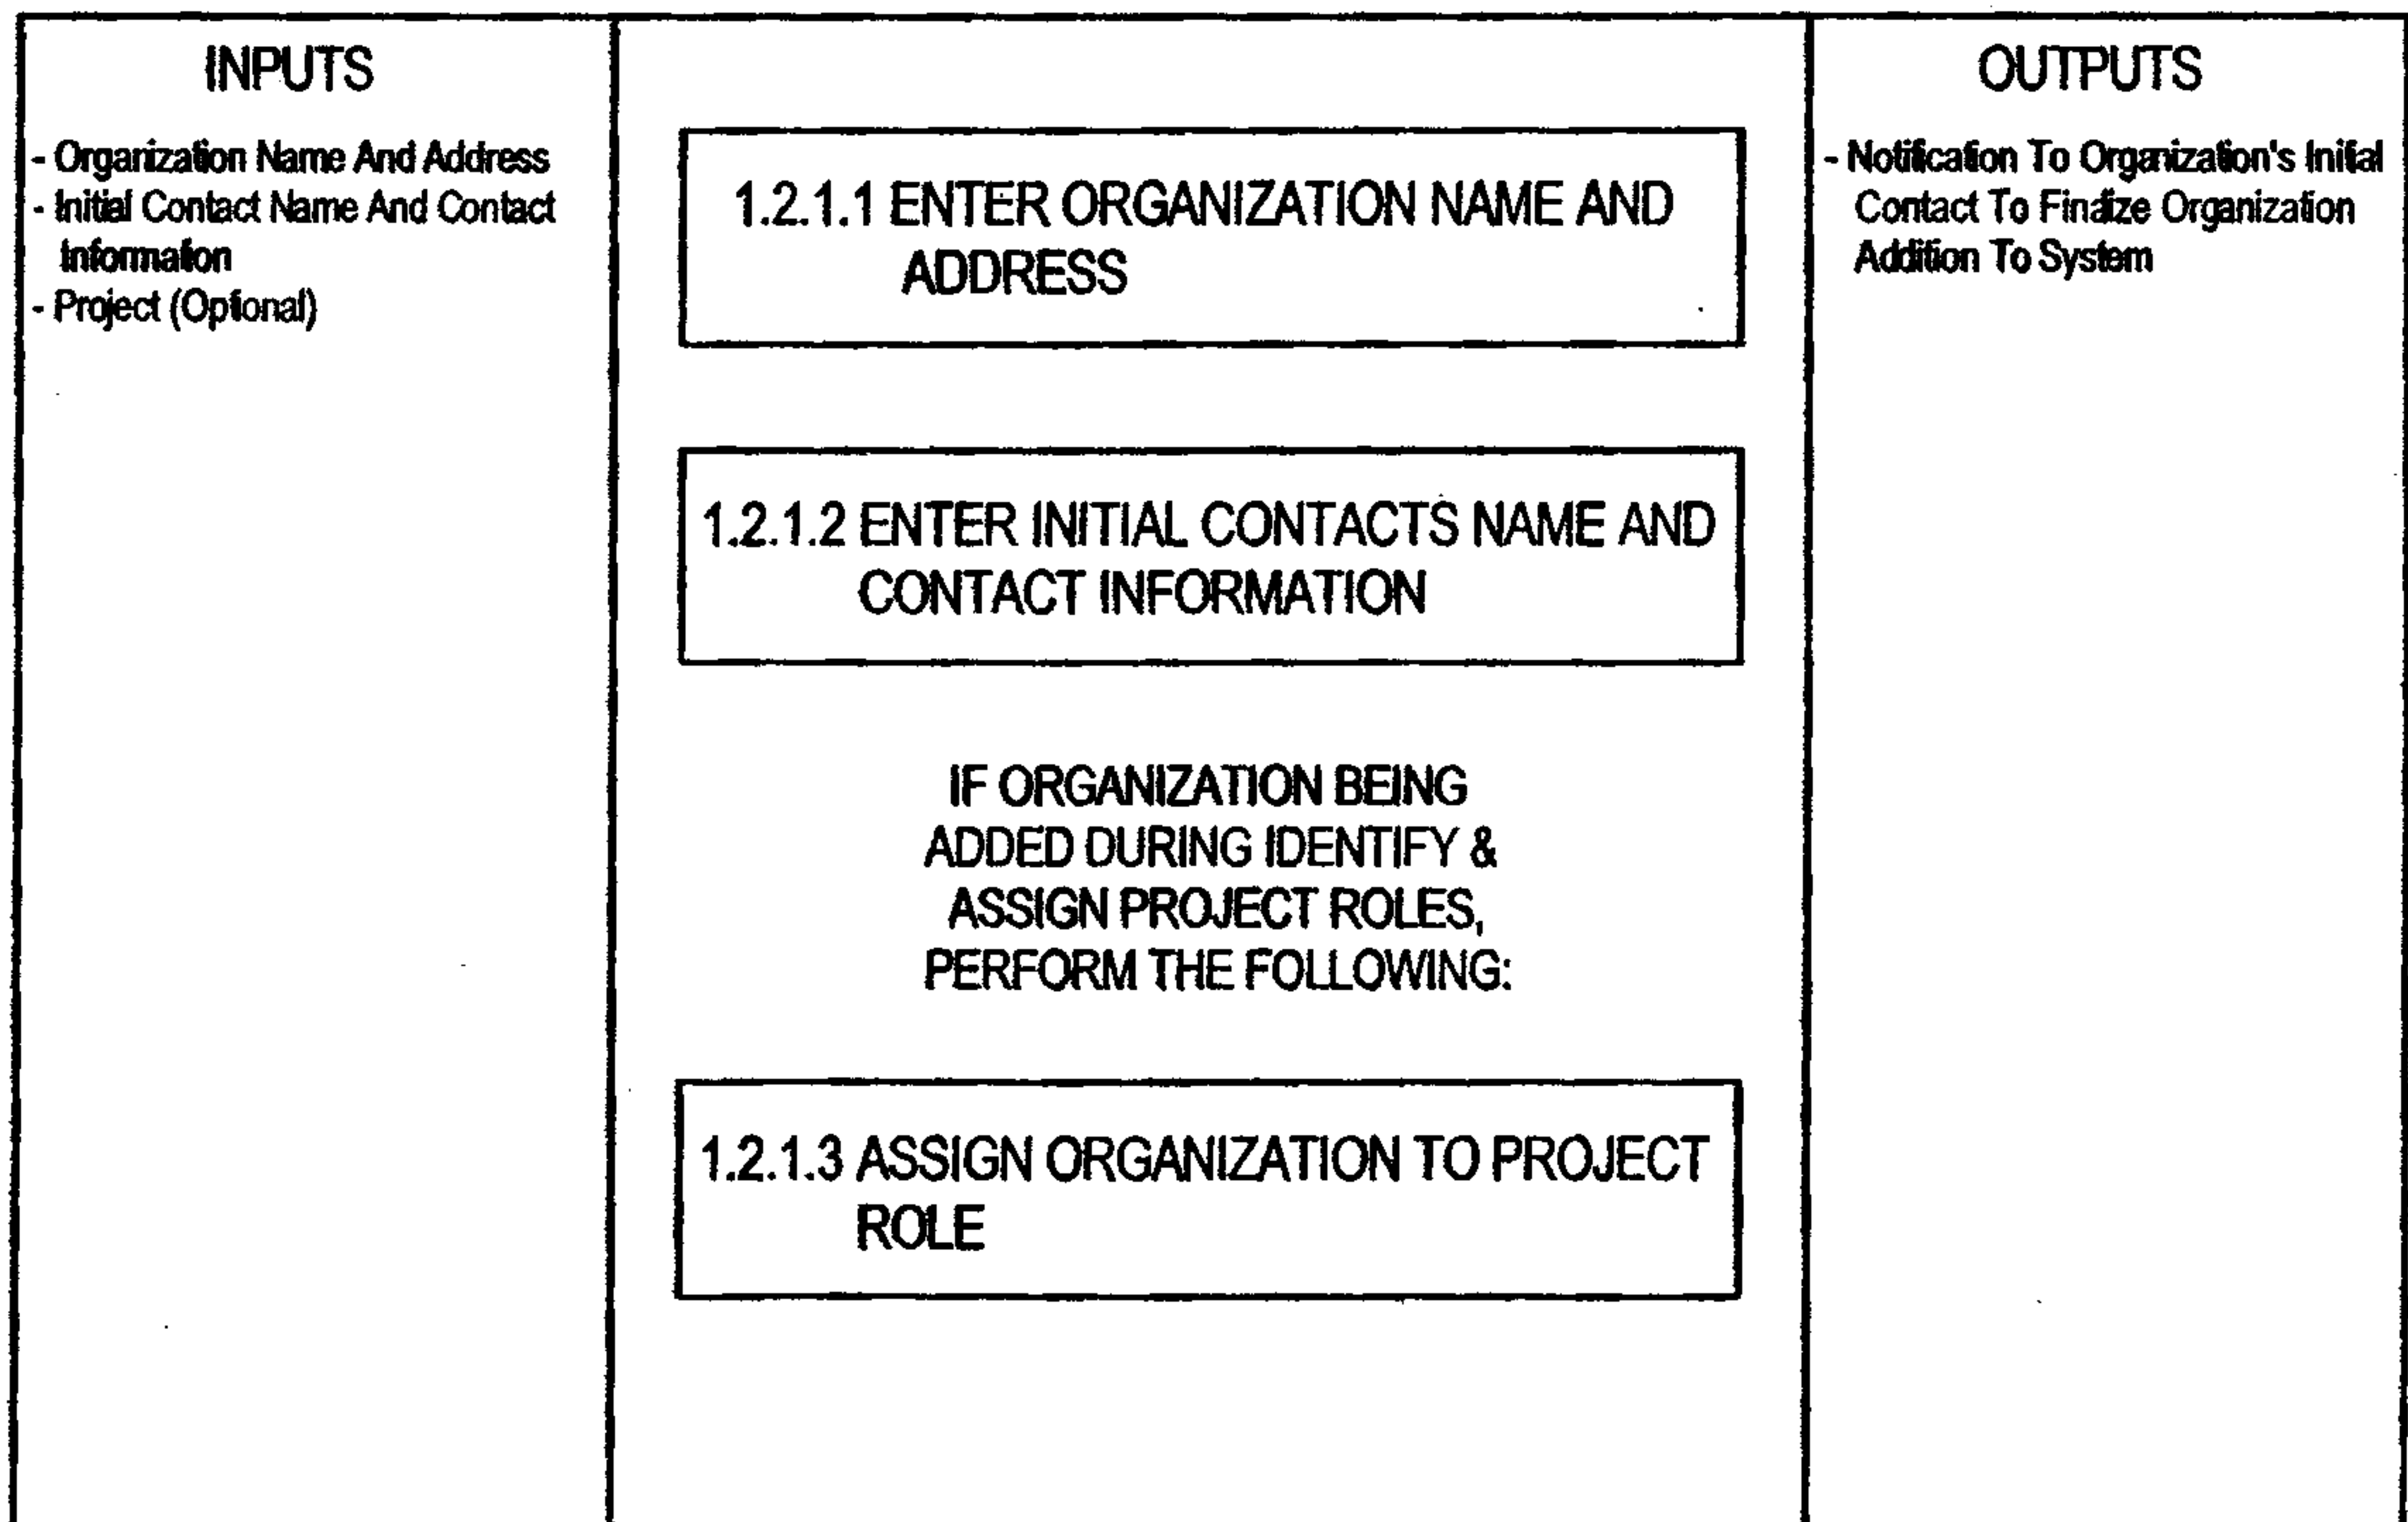 INPUTS
- Organization Name And Address
- Initial Contact Name And Contact
Information
- Project (Optional)
1.2.1.1 ENTER ORGANIZATION NAME AND
ADDRESS
1.2.1.2 ENTER INITIAL CONTACTS NAME AND
CONTACT INFORMATION
IF ORGANIZATION BEING
ADDED DURING IDENTIFY &
ASSIGN PROJECT ROLES,
PERFORM THE FOLLOWING:
1.2.1.3 ASSIGN ORGANIZATION TO PROJECT
ROLE
OUTPUTS
- Notification To Organization's Initial
Contact To Finalize Organization
Addition To System